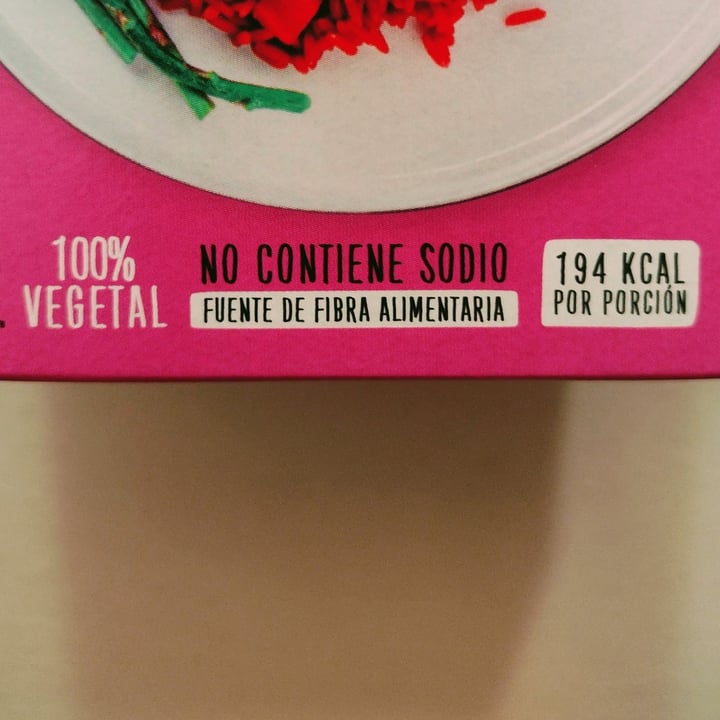 100%
VEGETAL
NO CONTIENE SODIO
FUENTE DE FIBRA ALIMENTARIA
194 KCAL
POR PORCIÓN